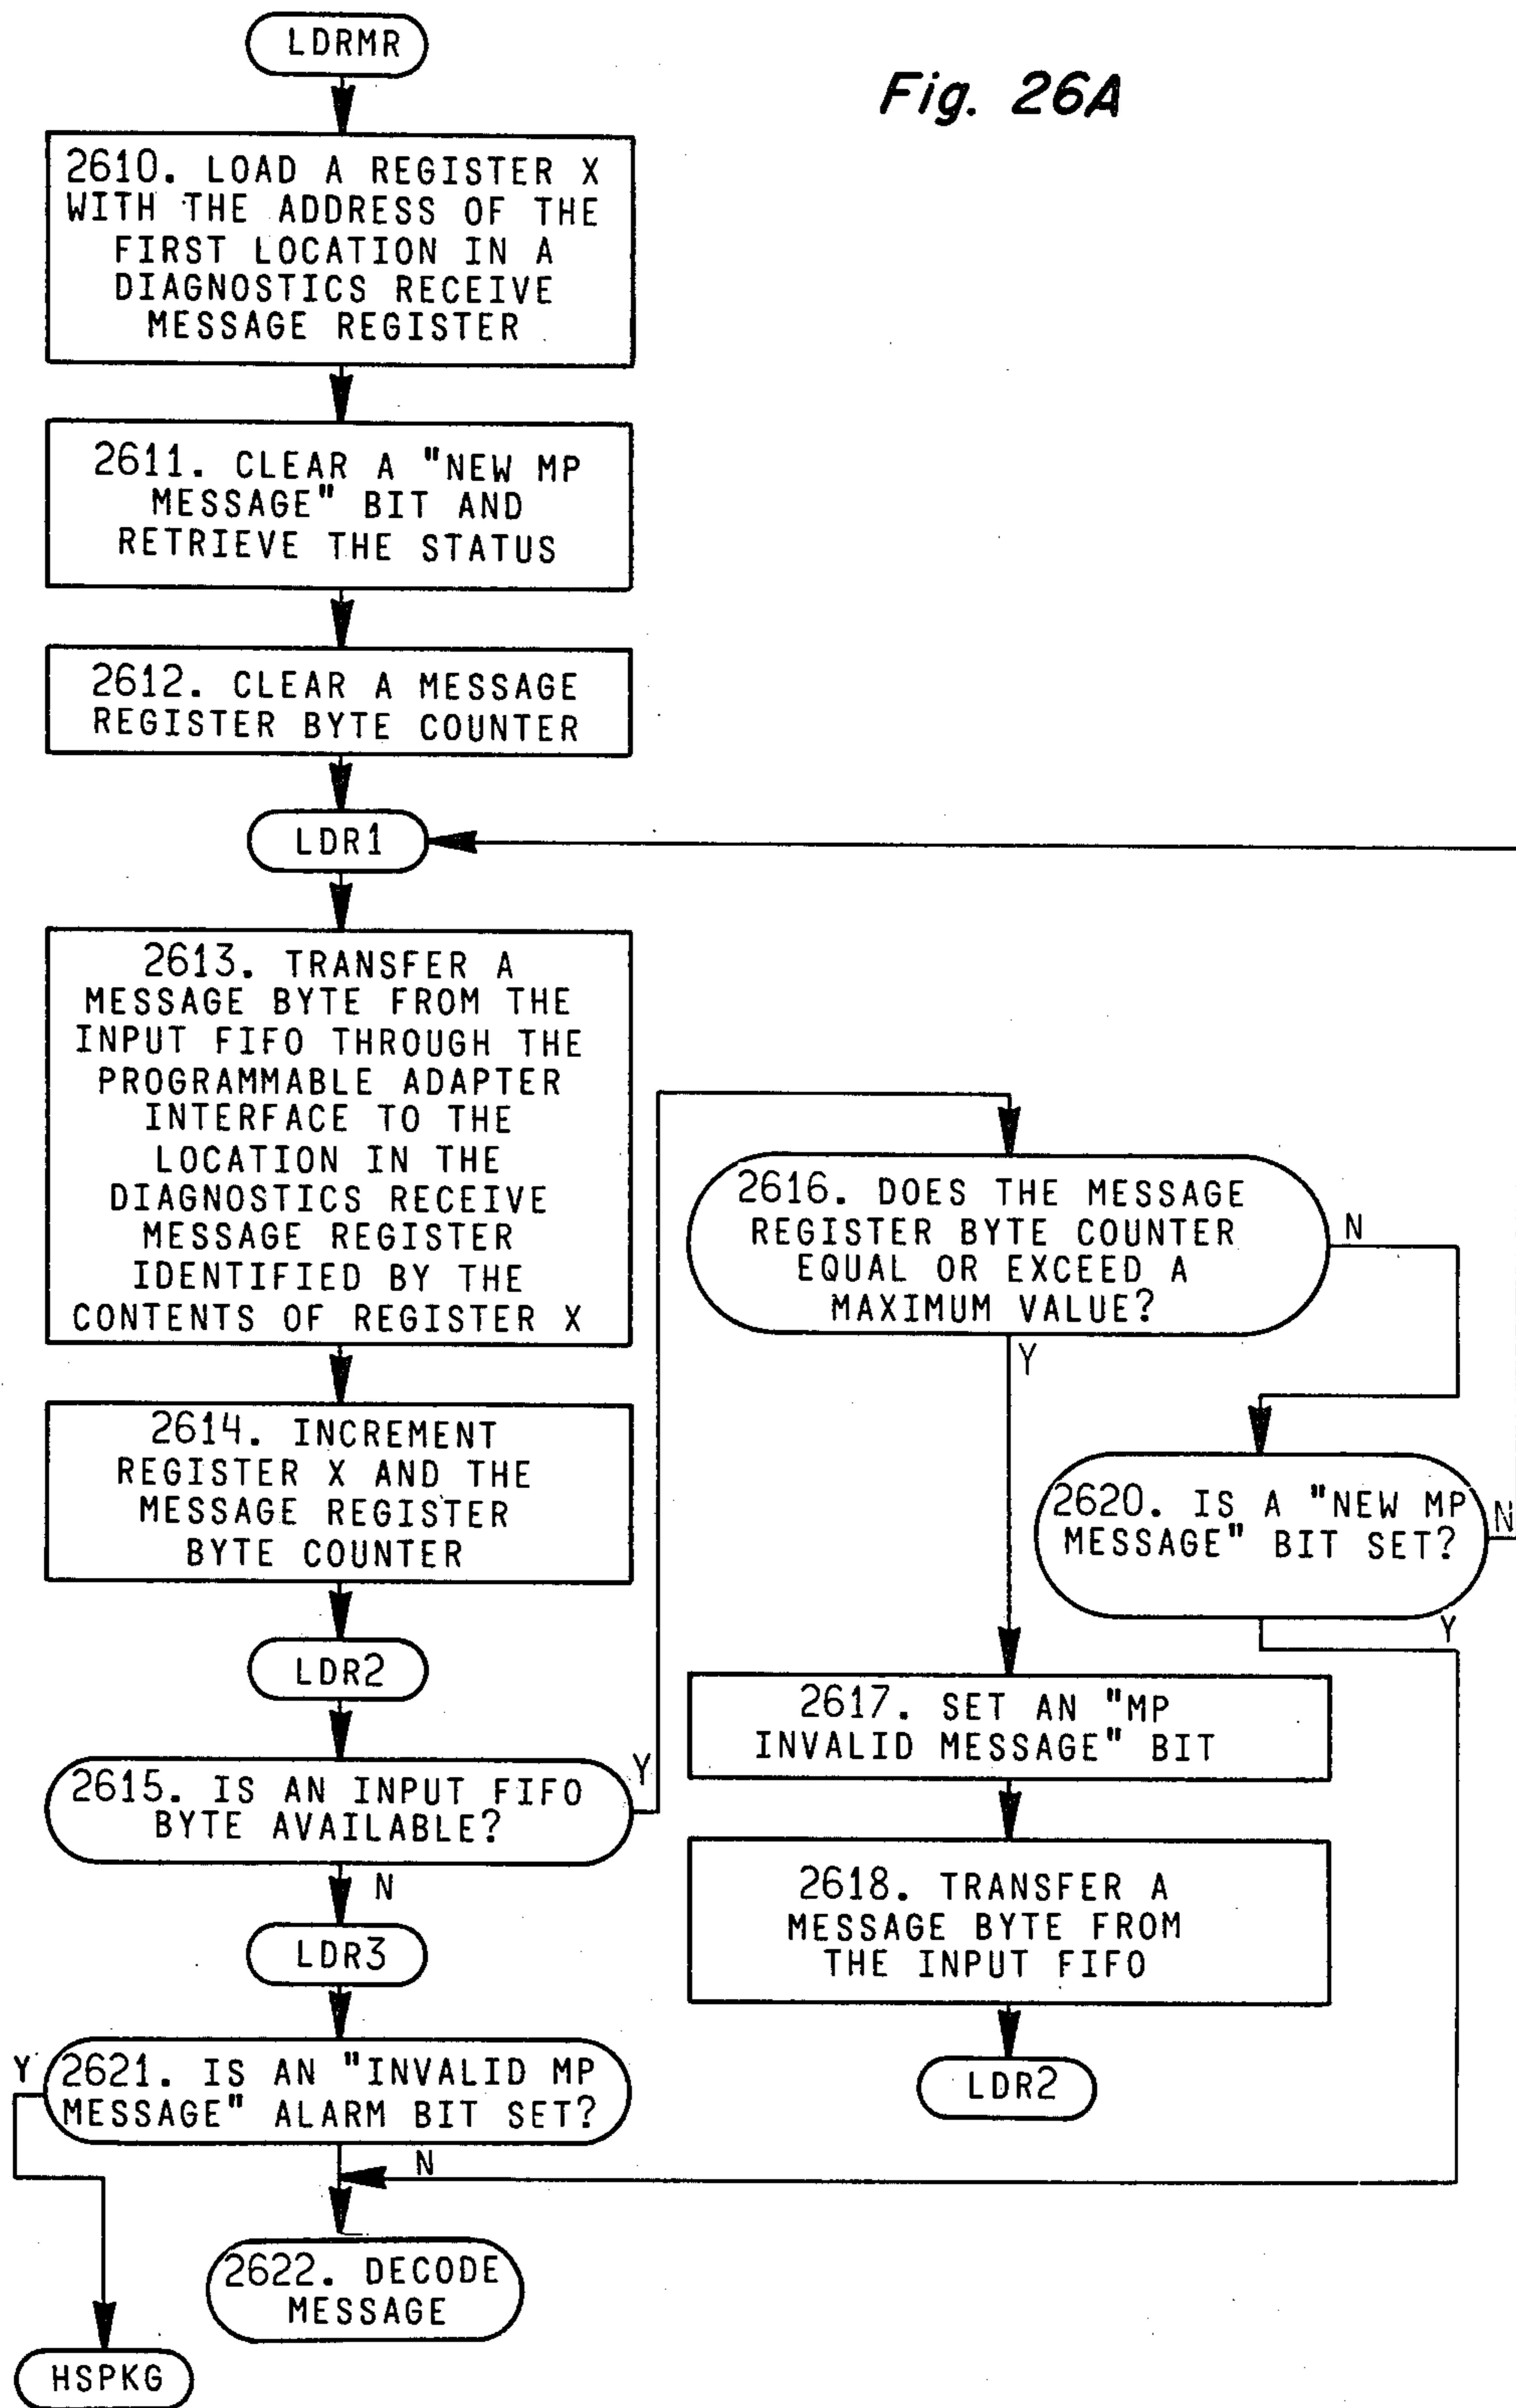 LDRMR
Fig. 26A
2610. LOAD A REGISTER X
WITH THE ADDRESS OF THE
FIRST LOCATION IN A
DIAGNOSTICS RECEIVE
MESSAGE REGISTER
2611. CLEAR A "NEW MP
MESSAGE" BIT AND
RETRIEVE THE STATUS
2612. CLEAR A MESSAGE
REGISTER BYTE COUNTER
LDR1
2613. TRANSFER A
MESSAGE BYTE FROM THE
INPUT FIFO THROUGH THE
PROGRAMMABLE ADAPTER
INTERFACE TO THE
LOCATION IN THE
DIAGNOSTICS RECEIVE
MESSAGE REGISTER
IDENTIFIED BY THE
CONTENTS OF REGISTER X
2614. INCREMENT
REGISTER X AND THE
MESSAGE REGISTER
BYTE COUNTER
LDR2
2615. IS AN INPUT FIFO
BYTE AVAILABLE?
Y
N
LDR3
2621. IS AN "INVALID MP
MESSAGE" ALARM BIT SET?
Y
N
2622. DECODE
MESSAGE
HSPKG
2616. DOES THE MESSAGE
REGISTER BYTE COUNTER
EQUAL OR EXCEED A
MAXIMUM VALUE?
N
Y
2620. IS A "NEW MP
MESSAGE" BIT SET?
N
Y
2617. SET AN "MP
INVALID MESSAGE" BIT
2618. TRANSFER A
MESSAGE BYTE FROM
THE INPUT FIFO
LDR2